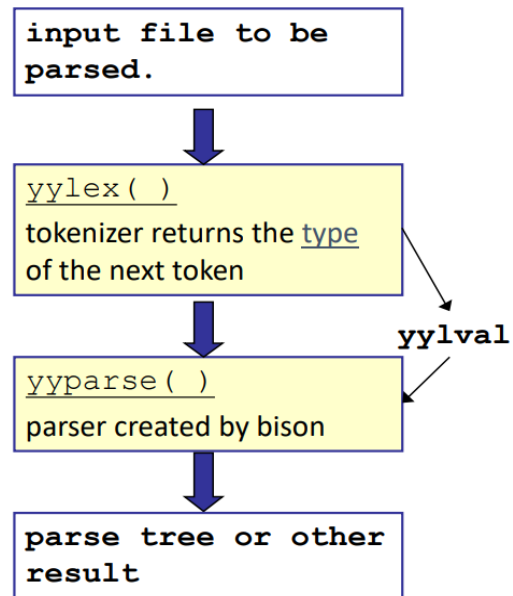 input file to be
parsed.
yylex( )
tokenizer returns the type
of the next token
yylval
yyparse( )
parser created by bison
parse tree or other
result